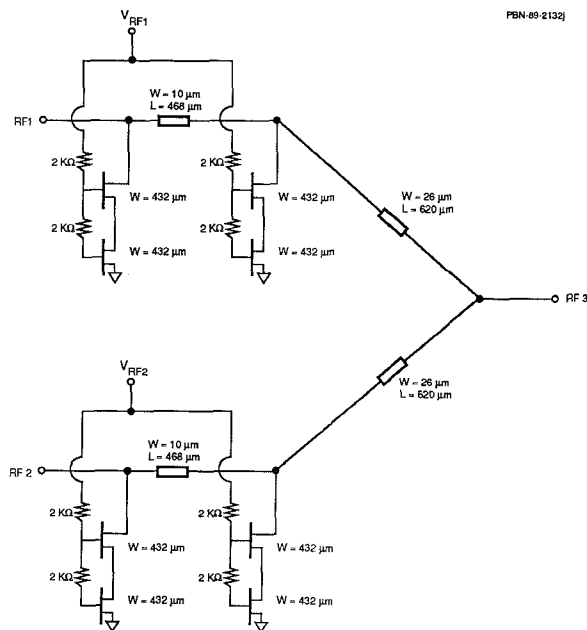 PBN-89-2132j
V RF1
W = 10 µm
L = 468 µm
RF1
2 KΩ
2 KΩ
W = 432 µm
W = 432 µm
2 KΩ
2 KΩ
W = 432 µm
W = 432 µm
W = 26 µm
L = 620 µm
RF 3
V RF2
W = 26 µm
L = 620 µm
W = 10 µm
L = 468 µm
RF 2
2 KΩ
2 KΩ
W = 432 µm
W = 432 µm
2 KΩ
2 KΩ
W = 432 µm
W = 432 µm